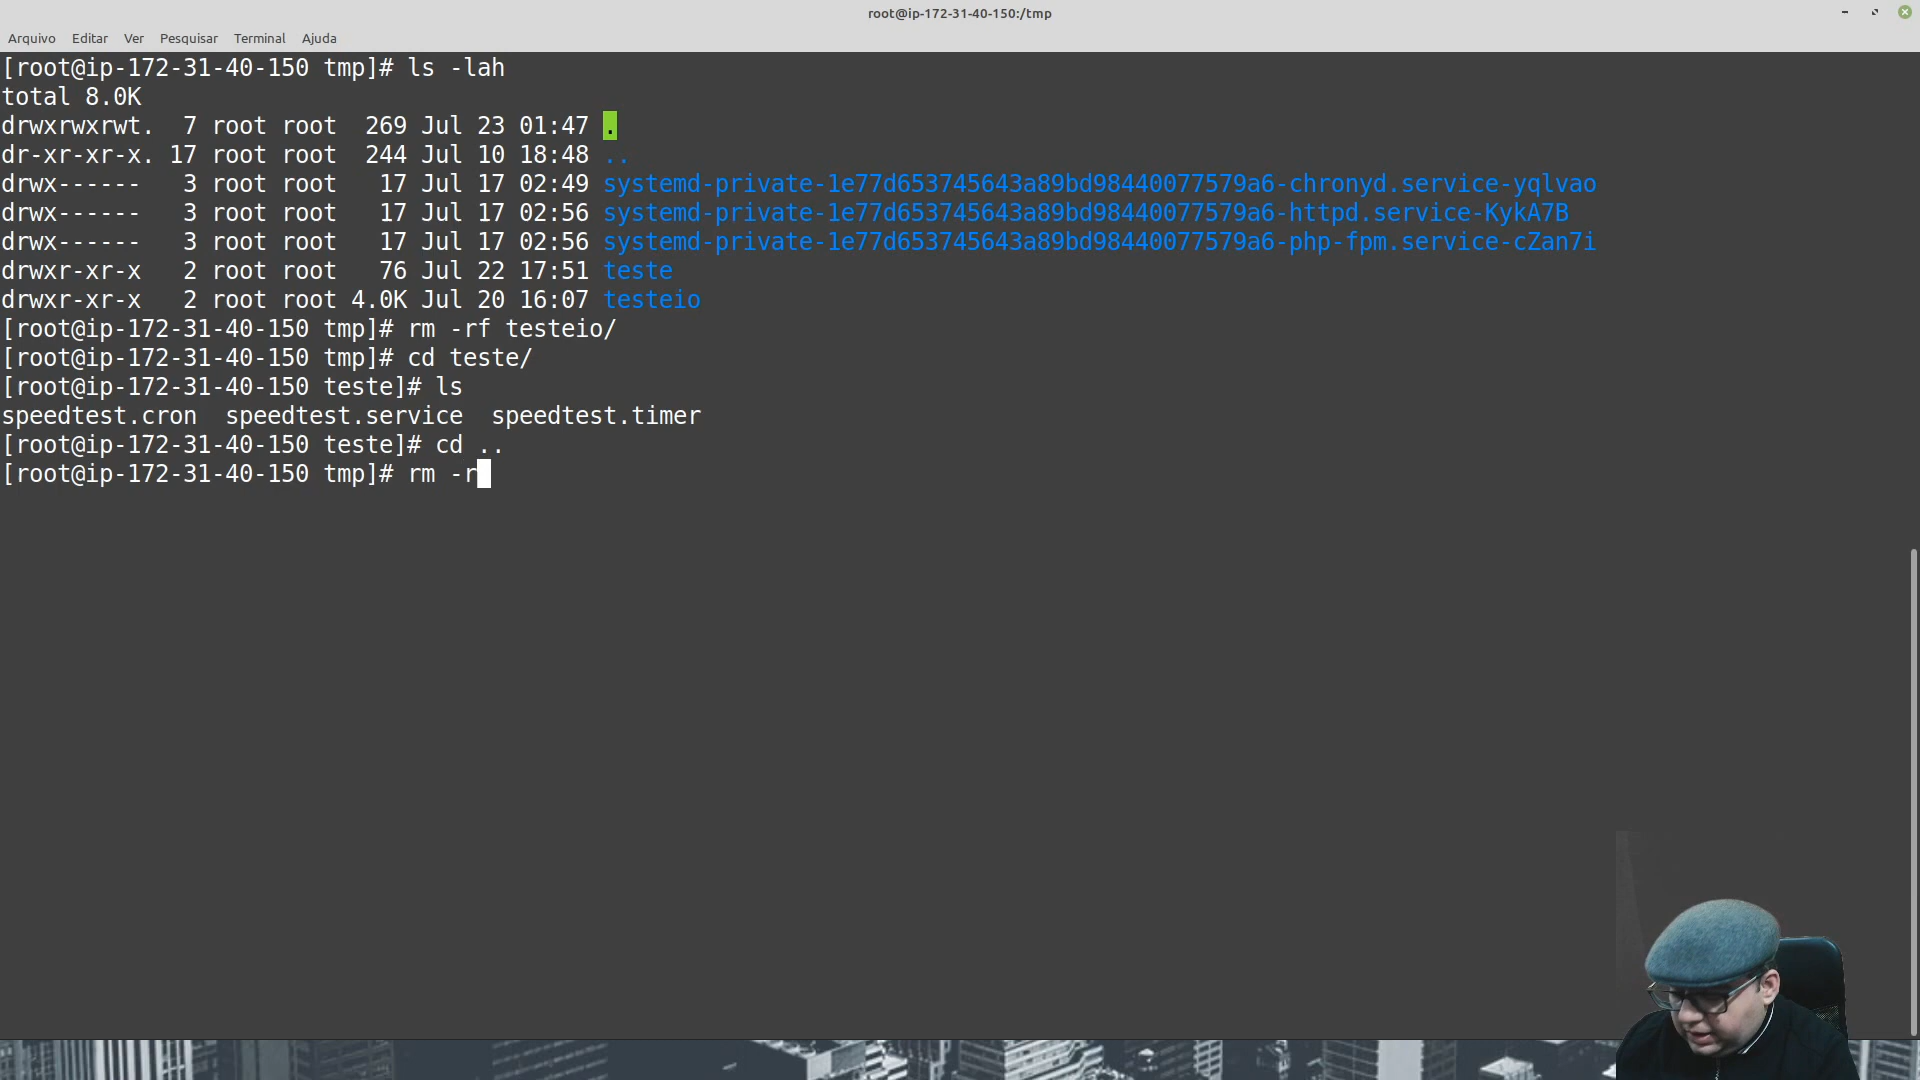 root@ip-172-31-40-150:/tmp
Arquivo Editar Ver Pesquisar Terminal Ajuda
[root@ip-172-31-40-150 tmp]# ls -lah
total 8.0K
drwxrwxrwt.  7 root root  269 Jul 23 01:47 .
dr-xr-xr-x. 17 root root  244 Jul 10 18:48 ..
drwx------   3 root root   17 Jul 17 02:49 systemd-private-1e77d653745643a89bd98440077579a6-chronyd.service-yqlvao
drwx------   3 root root   17 Jul 17 02:56 systemd-private-1e77d653745643a89bd98440077579a6-httpd.service-KykA7B
drwx------   3 root root   17 Jul 17 02:56 systemd-private-1e77d653745643a89bd98440077579a6-php-fpm.service-cZan7i
drwxr-xr-x   2 root root   76 Jul 22 17:51 teste
drwxr-xr-x   2 root root 4.0K Jul 20 16:07 testeio
[root@ip-172-31-40-150 tmp]# rm -rf testeio/
[root@ip-172-31-40-150 tmp]# cd teste/
[root@ip-172-31-40-150 teste]# ls
speedtest.cron  speedtest.service  speedtest.timer
[root@ip-172-31-40-150 teste]# cd ..
[root@ip-172-31-40-150 tmp]# rm -r